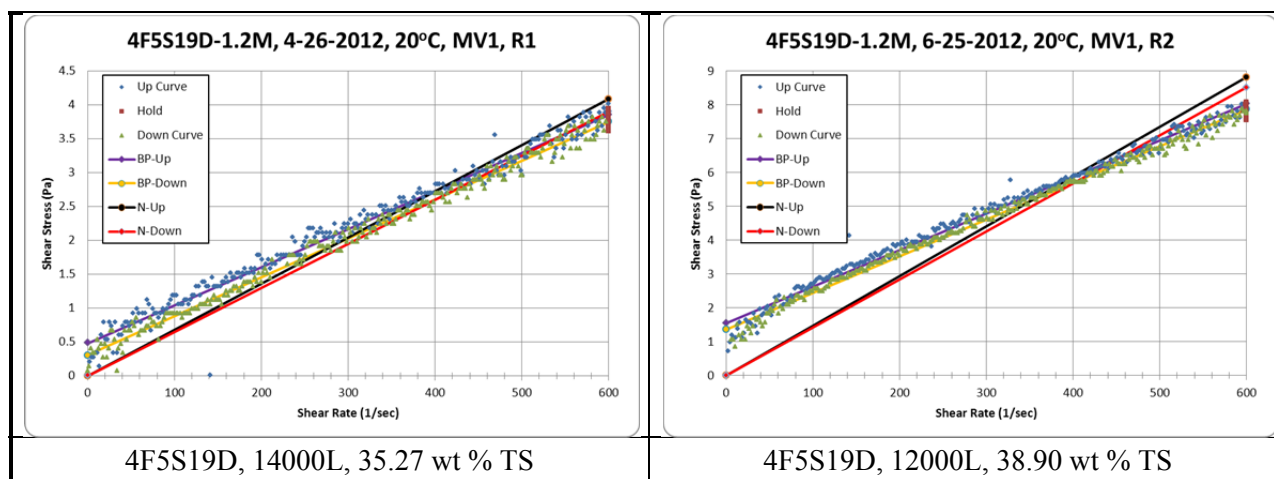 4F5S19D-1.2M, 4-26-2012, 20°C, MV1, R1
4.5
4
3.5
3
2.5
2
1.5
1
0.5
0
Shear Stress (Pa)
Up Curve
Hold
Down Curve
BP-Up
BP-Down
N-Up
N-Down
0 100 200 300 400 500 600
Shear Rate (1/sec)
4F5S19D, 14000L, 35.27 wt % TS
4F5S19D-1.2M, 6-25-2012, 20°C, MV1, R2
9
8
7
6
5
4
3
2
1
0
Shear Stress (Pa)
Up Curve
Hold
Down Curve
BP-Up
BP-Down
N-Up
N-Down
0 100 200 300 400 500 600
Shear Rate (1/sec)
4F5S19D, 12000L, 38.90 wt % TS